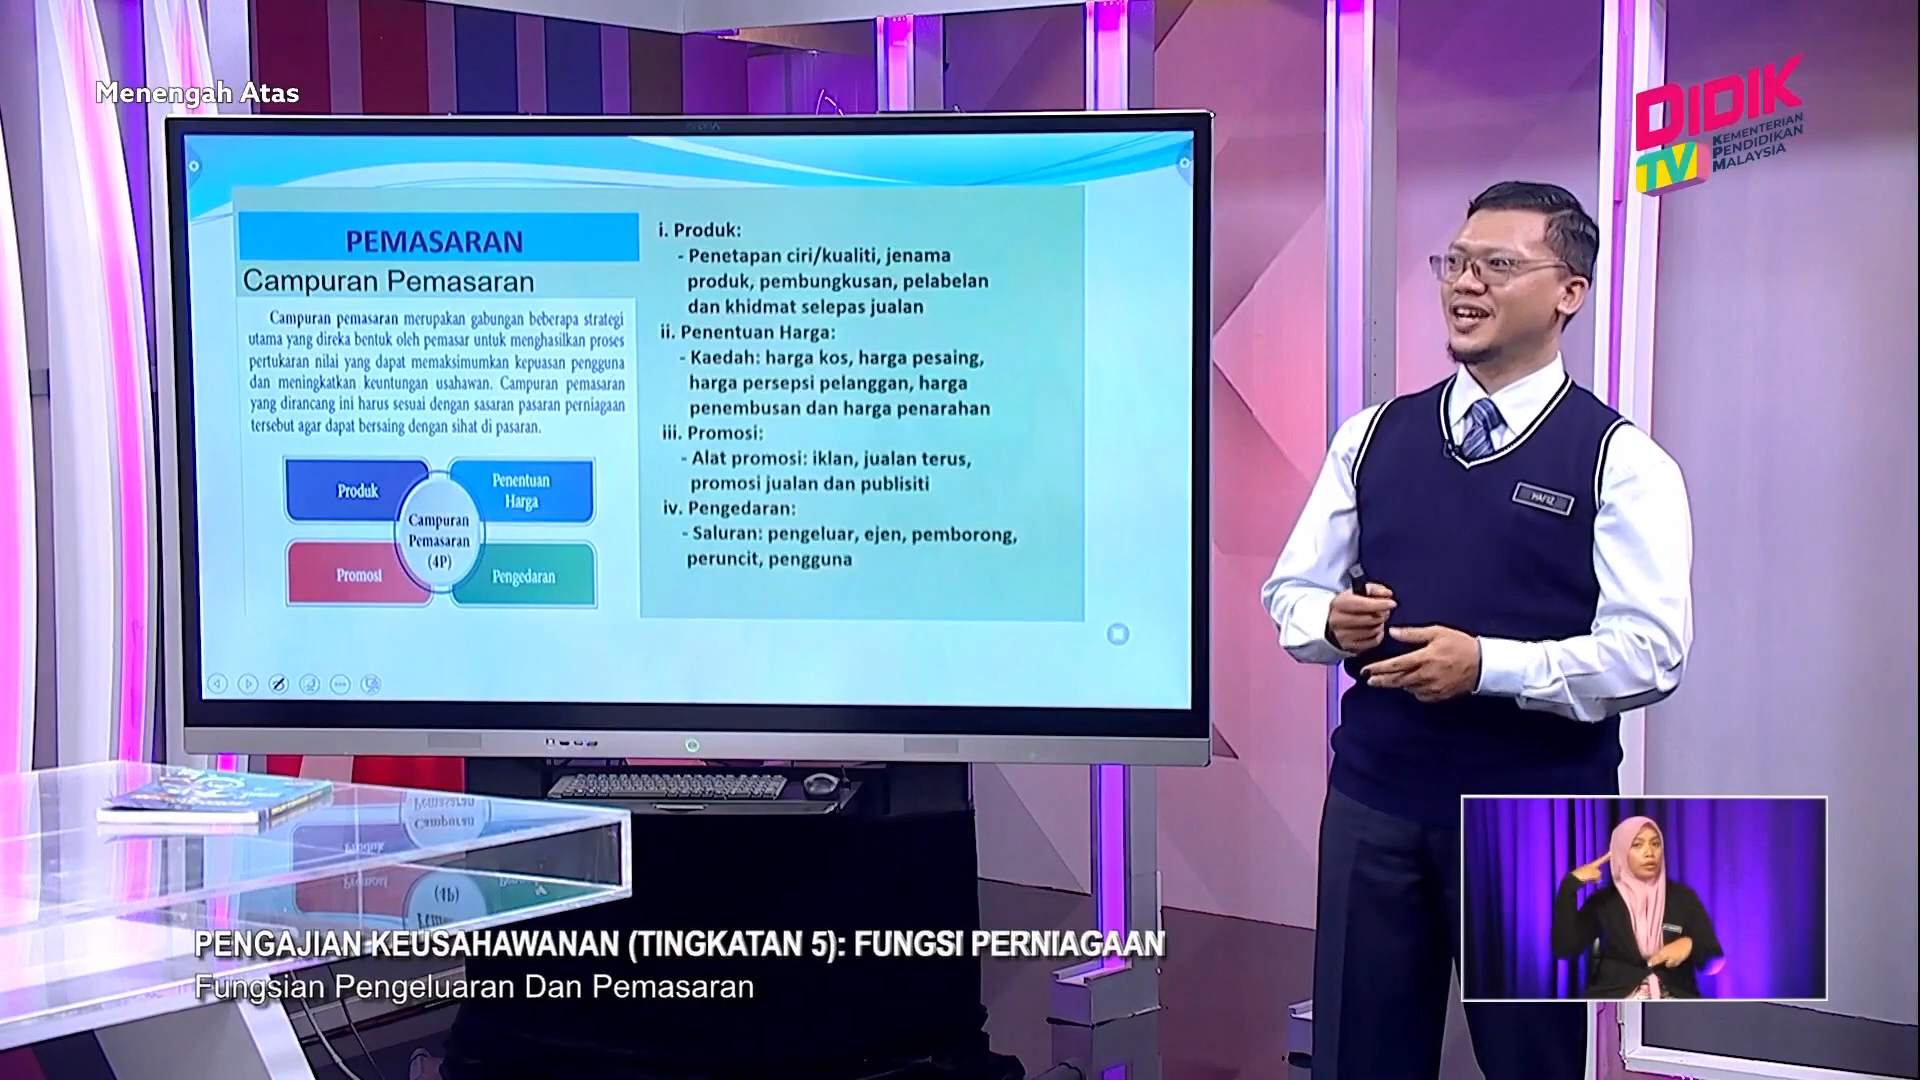 Menengah Atas
DIDIK
TV
KEMENTERIAN
PENDIDIKAN
MALAYSIA
PEMASARAN
Campuran Pemasaran
Campuran pemasaran merupakan gabungan beberapa strategi
utama yang direka bentuk oleh pemasar untuk menghasilkan proses
pertukaran nilai yang dapat memaksimumkan kepuasan pengguna
dan meningkatkan keuntungan usahawan. Campuran pemasaran
yang dirancang ini harus sesuai dengan sasaran pasaran perniagaan
tersebut agar dapat bersaing dengan sihat di pasaran.
Produk
Penentuan
Harga
Campuran
Pemasaran
(4P)
Promosi
Pengedaran
i. Produk:
- Penetapan ciri/kualiti, jenama
produk, pembungkusan, pelabelan
dan khidmat selepas jualan
ii. Penentuan Harga:
- Kaedah: harga kos, harga pesaing,
harga persepsi pelanggan, harga
penembusan dan harga penarahan
iii. Promosi:
- Alat promosi: iklan, jualan terus,
promosi jualan dan publisiti
iv. Pengedaran:
- Saluran: pengeluar, ejen, pemborong,
peruncit, pengguna
HAFIZ
PENGAJIAN KEUSAHAWANAN (TINGKATAN 5): FUNGSI PERNIAGAAN
Fungsian Pengeluaran Dan Pemasaran